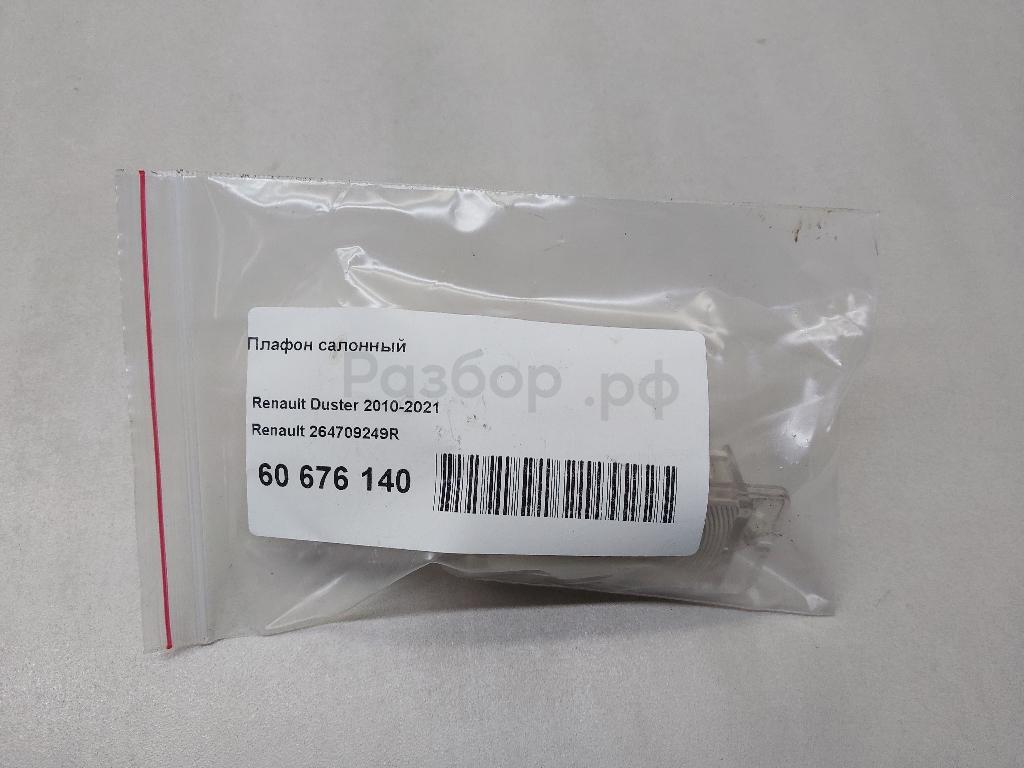 Плафон салонный
Разбор.рф
Renault Duster 2010-2021
Renault 264709249R
60 676 140